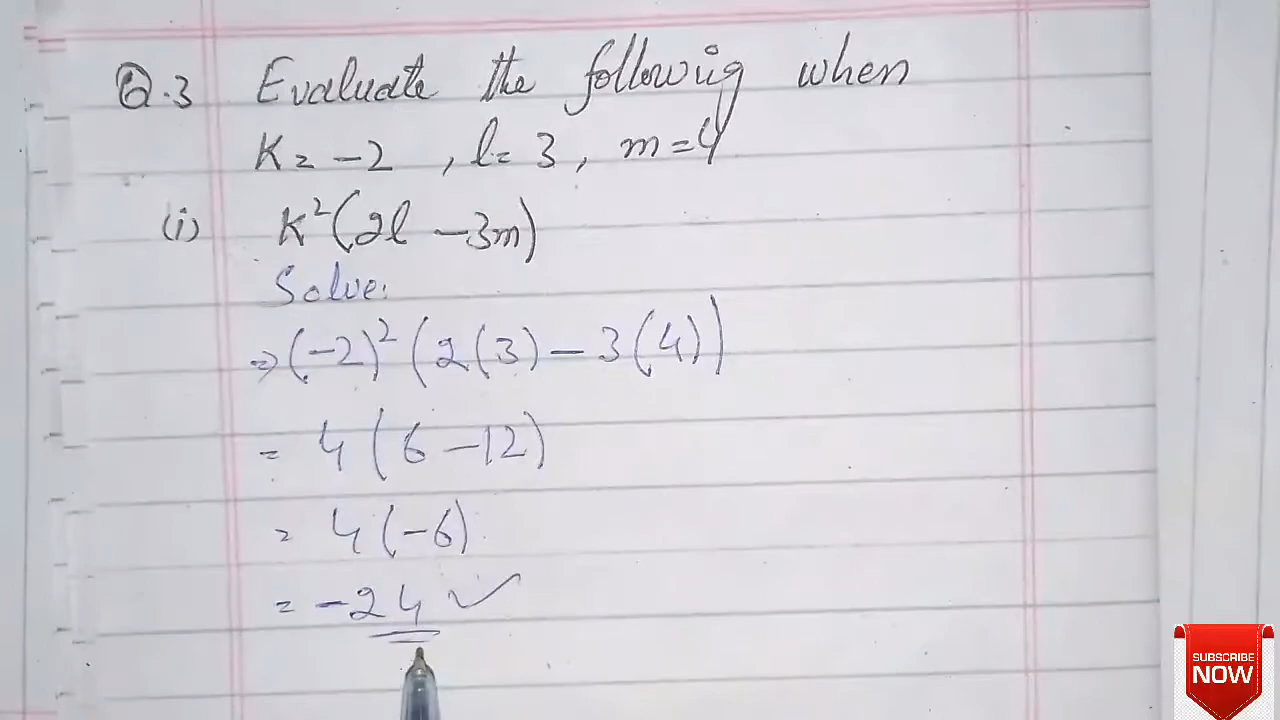 Q.3 Evaluate the following when
K = -2 , l = 3 , m = 4
(i) K²(2l - 3m)
Solve:
⇒ (-2)² (2(3) - 3(4))
= 4 (6 - 12)
= 4 (-6)
= -24 ✓
SUBSCRIBE
NOW